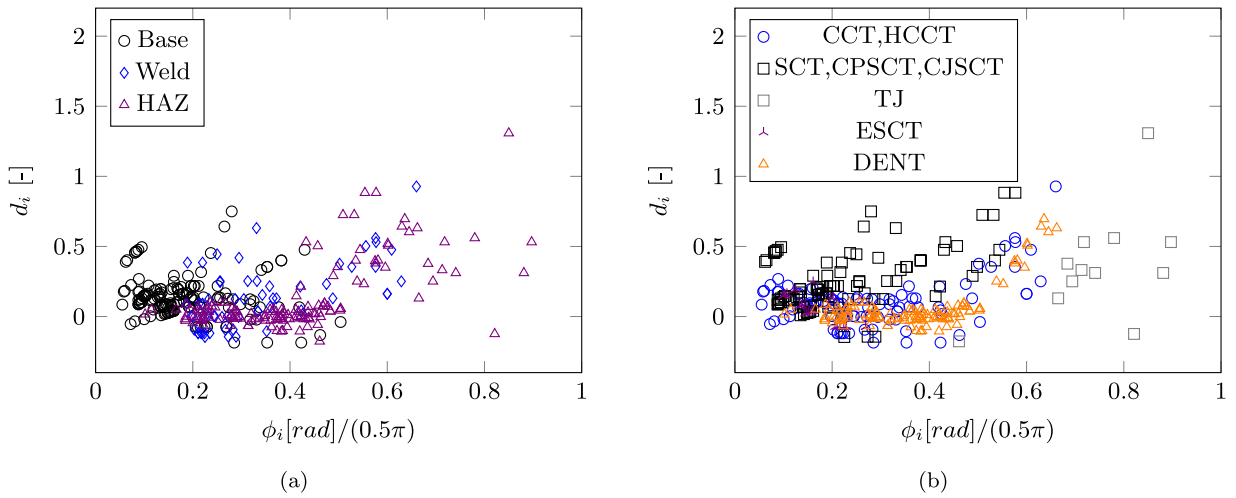 2
1.5
1
0.5
0
d_i [-]
Base
Weld
HAZ
0 0.2 0.4 0.6 0.8 1
ϕ_i[rad]/(0.5π)
(a)
2
1.5
1
0.5
0
d_i [-]
CCT,HCCT
SCT,CPSCT,CJSCT
TJ
ESCT
DENT
0 0.2 0.4 0.6 0.8 1
ϕ_i[rad]/(0.5π)
(b)